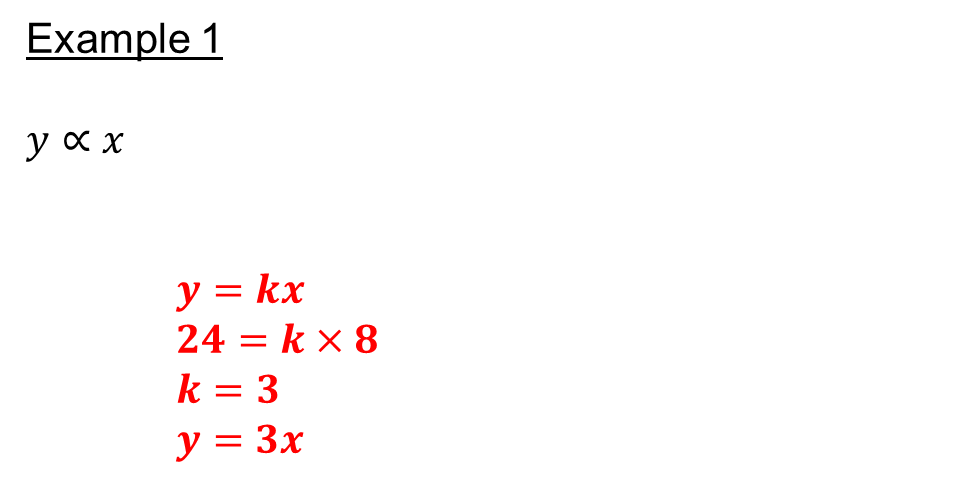 Example 1
y ∝ x
y = kx
24 = k × 8
k = 3
y = 3x